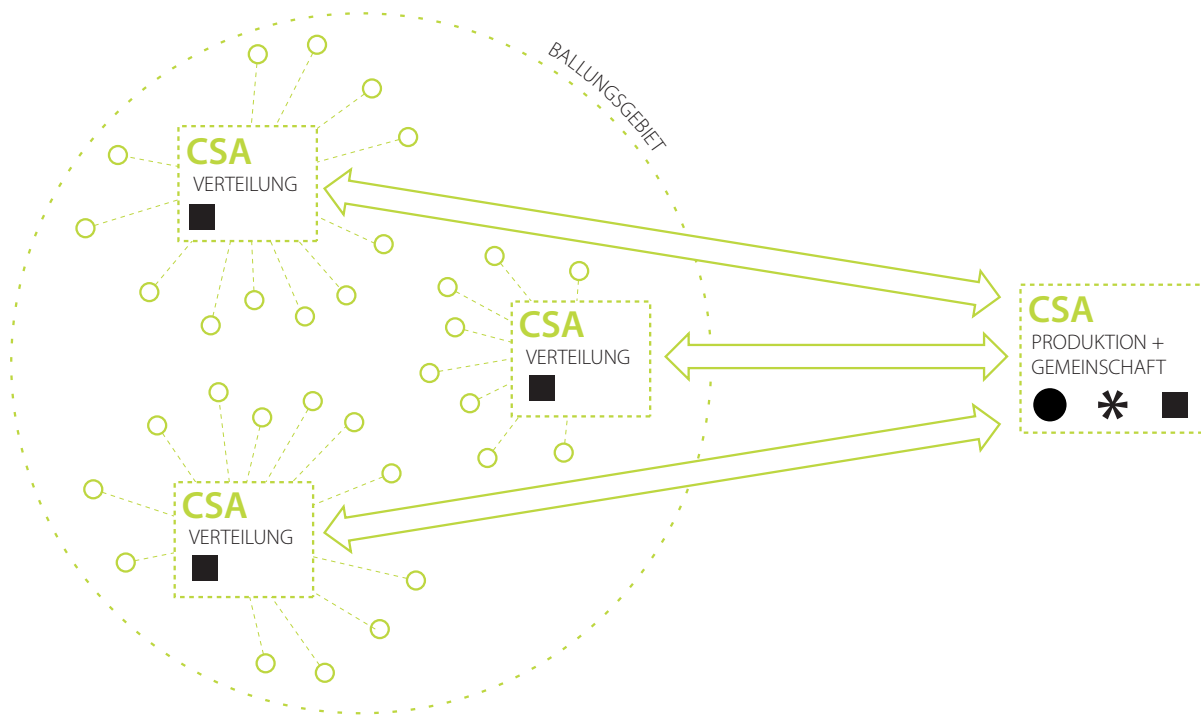 BALLUNGSGEBIET
CSA
VERTEILUNG
CSA
VERTEILUNG
CSA
PRODUKTION +
GEMEINSCHAFT
CSA
VERTEILUNG